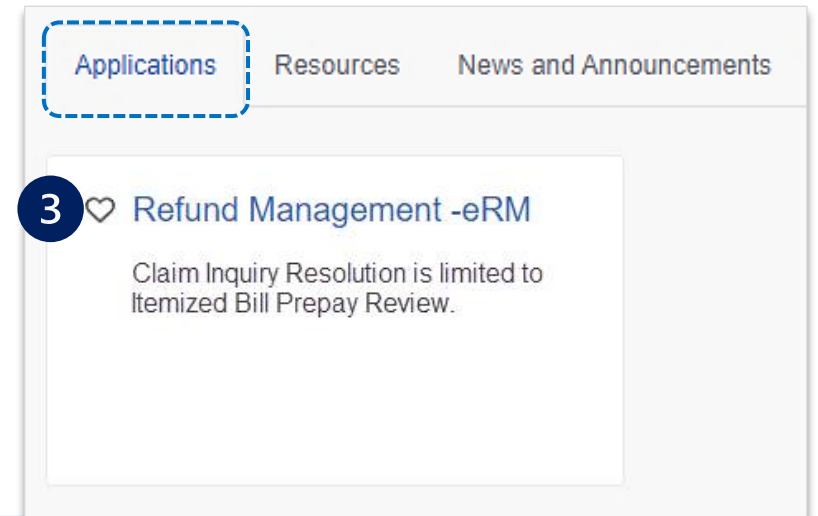 Applications Resources News and Announcements
3 Refund Management -eRM
Claim Inquiry Resolution is limited to
Itemized Bill Prepay Review.